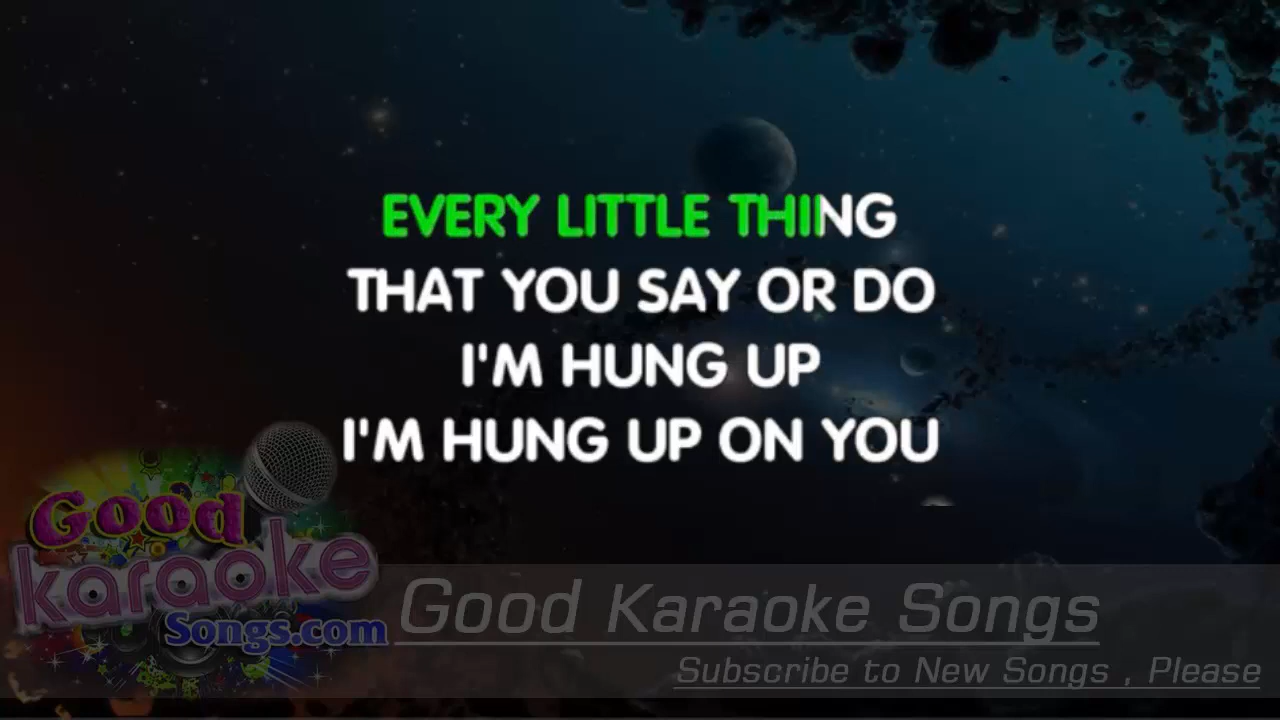 EVERY LITTLE THING
THAT YOU SAY OR DO
I'M HUNG UP
I'M HUNG UP ON YOU
Good
karaoke
Songs.com
Good Karaoke Songs
Subscribe to New Songs , Please